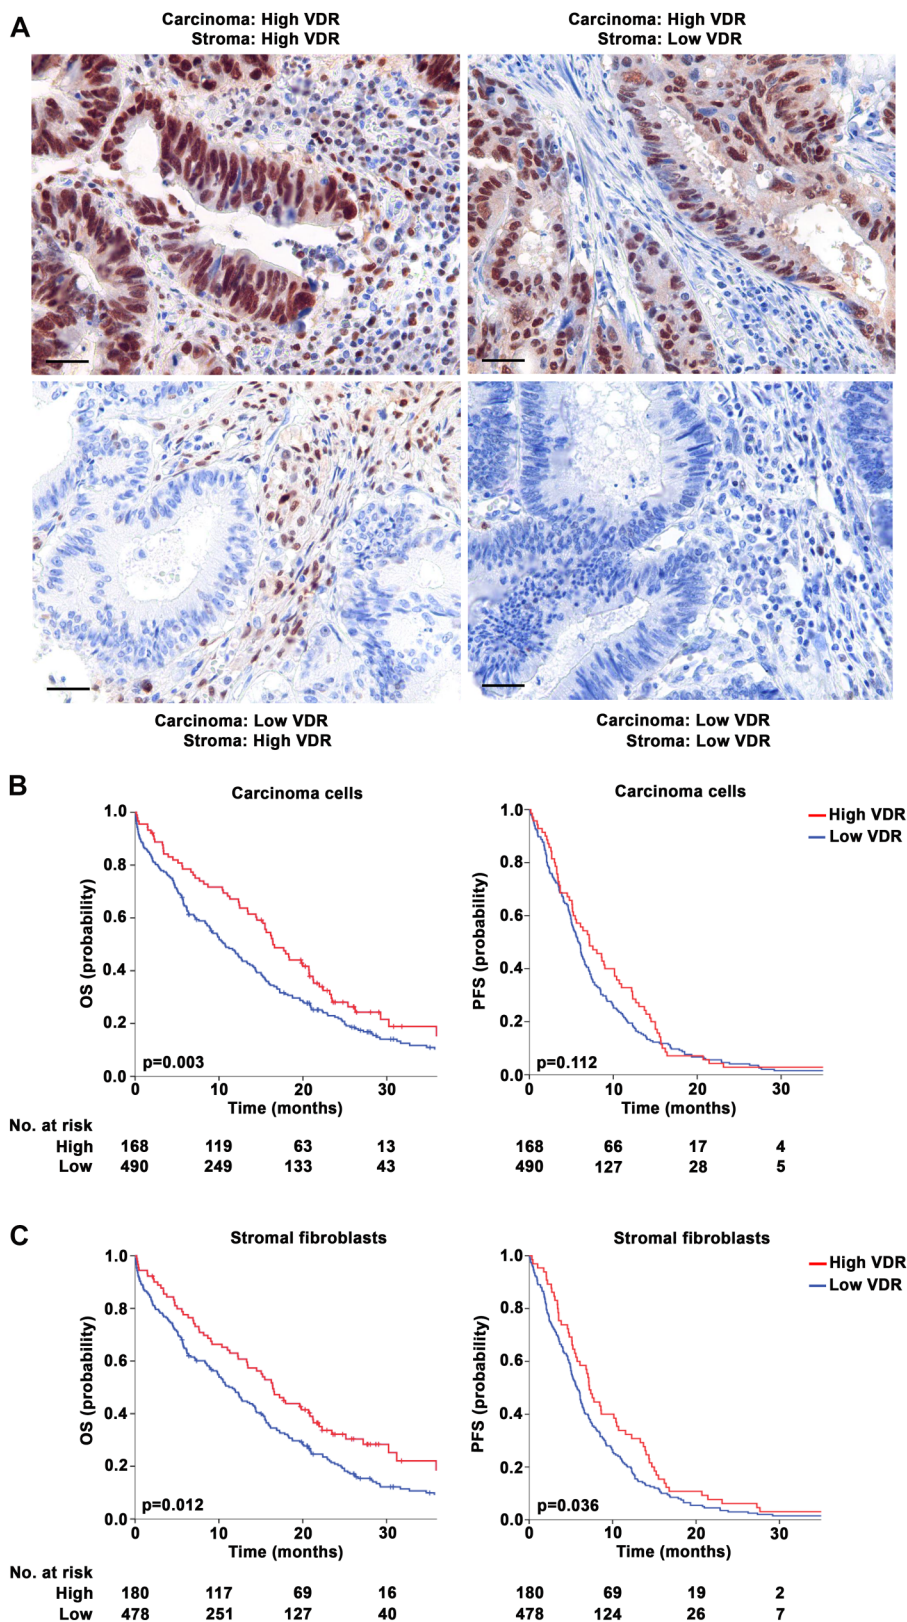 A
Carcinoma: High VDR
Stroma: High VDR
Carcinoma: High VDR
Stroma: Low VDR
Carcinoma: Low VDR
Stroma: High VDR
Carcinoma: Low VDR
Stroma: Low VDR
B
Carcinoma cells
OS (probability)
1.0
0.8
0.6
0.4
0.2
0.0
p=0.003
0 10 20 30
Time (months)
Carcinoma cells
High VDR
Low VDR
PFS (probability)
1.0
0.8
0.6
0.4
0.2
0.0
p=0.112
0 10 20 30
Time (months)
No. at risk
High 168 119 63 13 168 66 17 4
Low 490 249 133 43 490 127 28 5
C
Stromal fibroblasts
OS (probability)
1.0
0.8
0.6
0.4
0.2
0.0
p=0.012
0 10 20 30
Time (months)
Stromal fibroblasts
High VDR
Low VDR
PFS (probability)
1.0
0.8
0.6
0.4
0.2
0.0
p=0.036
0 10 20 30
Time (months)
No. at risk
High 180 117 69 16 180 69 19 2
Low 478 251 127 40 478 124 26 7